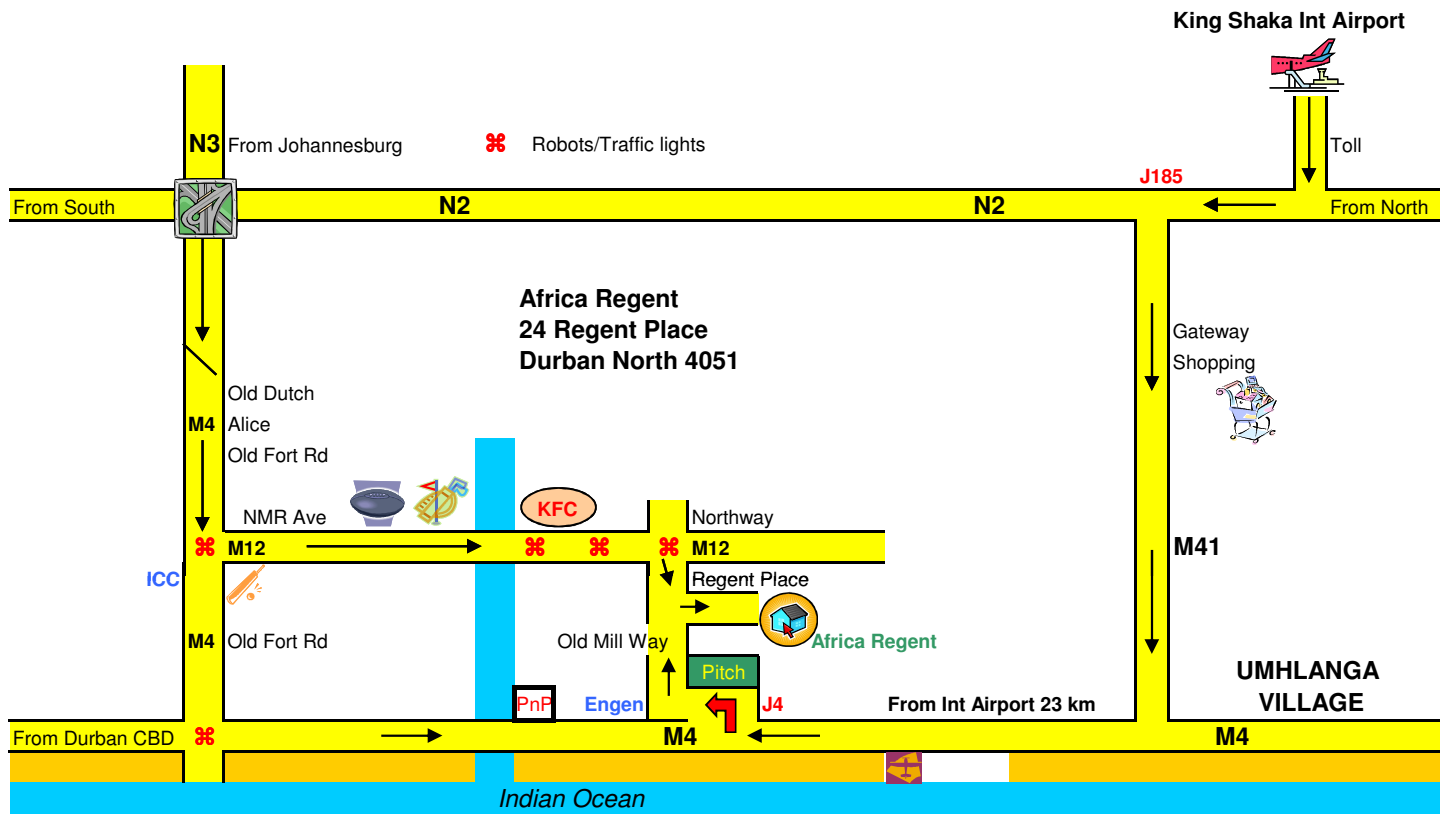 King Shaka Int Airport
N3 From Johannesburg
⌘ Robots/Traffic lights
Toll
J185
From South
N2
N2
From North
Africa Regent
24 Regent Place
Durban North 4051
Gateway
Shopping
Old Dutch
M4 Alice
Old Fort Rd
NMR Ave
KFC
Northway
M12
M12
M41
ICC
Regent Place
M4 Old Fort Rd
Old Mill Way
Africa Regent
Pitch
UMHLANGA
VILLAGE
PnP
Engen
J4
From Int Airport 23 km
From Durban CBD
M4
M4
Indian Ocean